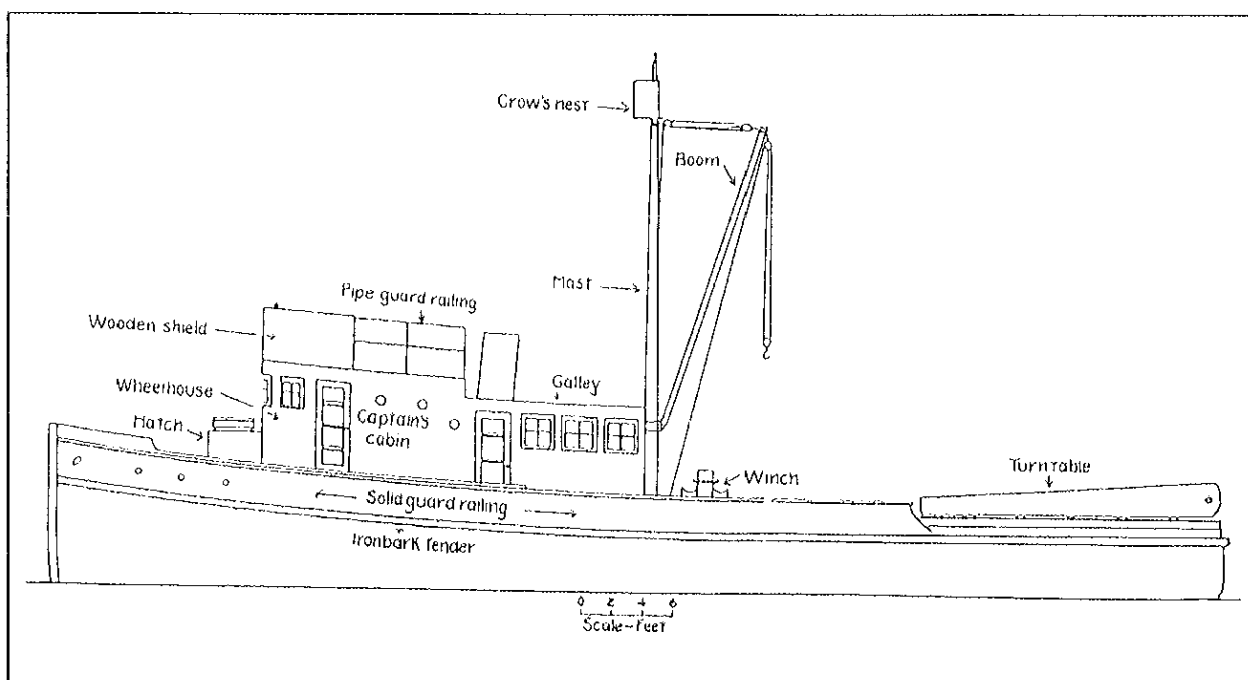 Crow's nest
Boom
Mast
Pipe guard railing
Wooden shield
Wheelhouse
Galley
Hatch
Captain's
cabin
Winch
Turntable
Solid guard railing
Ironbark fender
0 2 4 6
Scale-feet